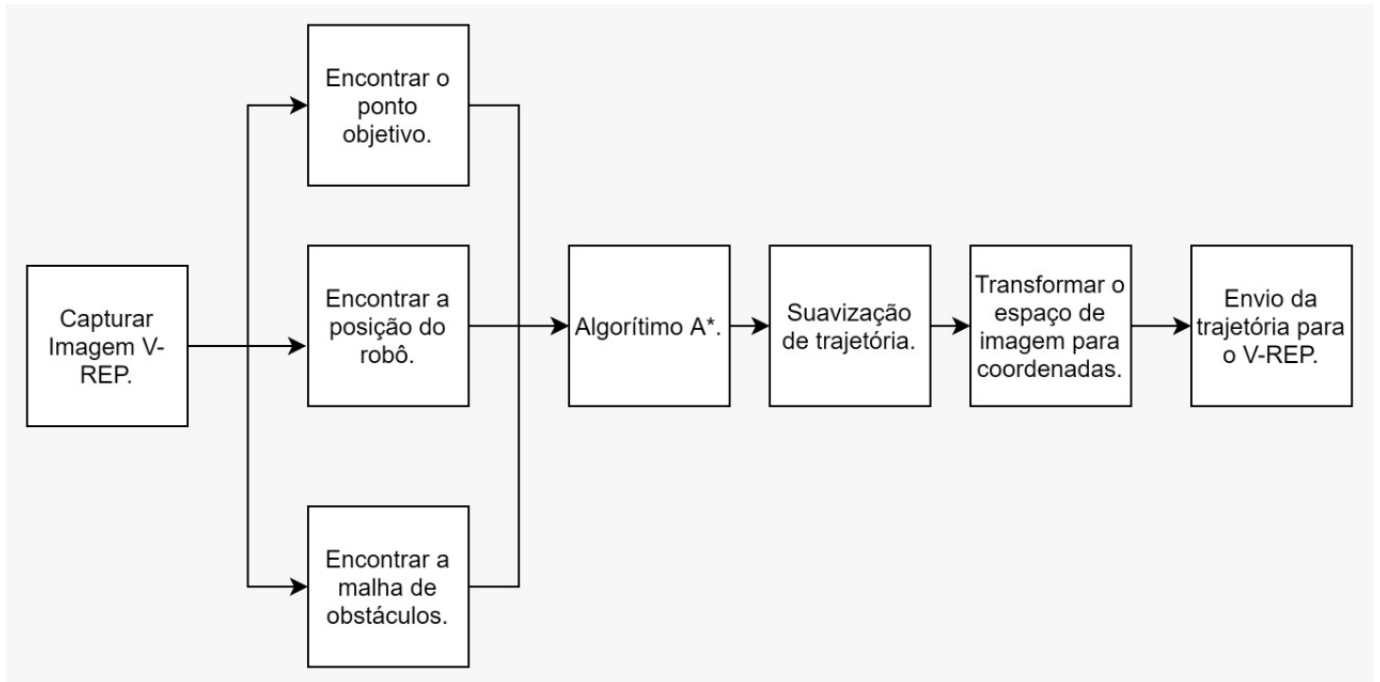 Capturar
Imagem V-
REP.
Encontrar o
ponto
objetivo.
Encontrar a
posição do
robô.
Encontrar a
malha de
obstáculos.
Algorítimo A*.
Suavização
de trajetória.
Transformar o
espaço de
imagem para
coordenadas.
Envio da
trajetória para
o V-REP.